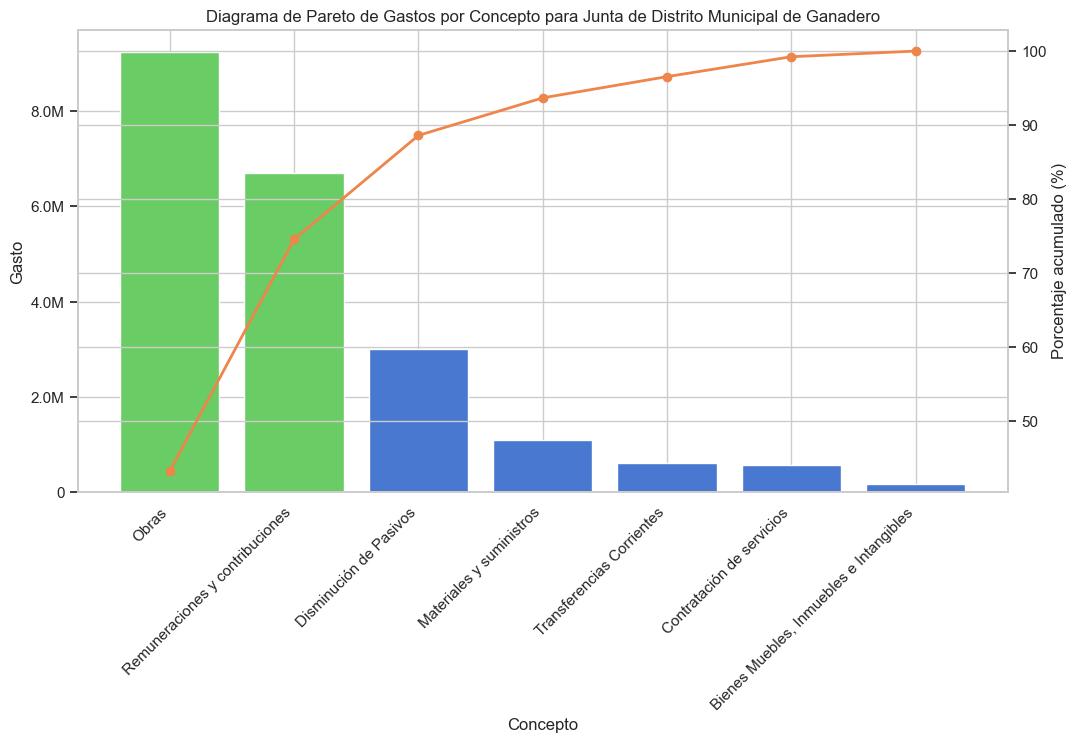 Diagrama de Pareto de Gastos por Concepto para Junta de Distrito Municipal de Ganadero
Gasto
8.0M
6.0M
4.0M
2.0M
0
100
90
80
70
60
50
Porcentaje acumulado (%)
Obras
Remuneraciones y contribuciones
Disminución de Pasivos
Materiales y suministros
Transferencias Corrientes
Contratación de servicios
Bienes Muebles, Inmuebles e Intangibles
Concepto